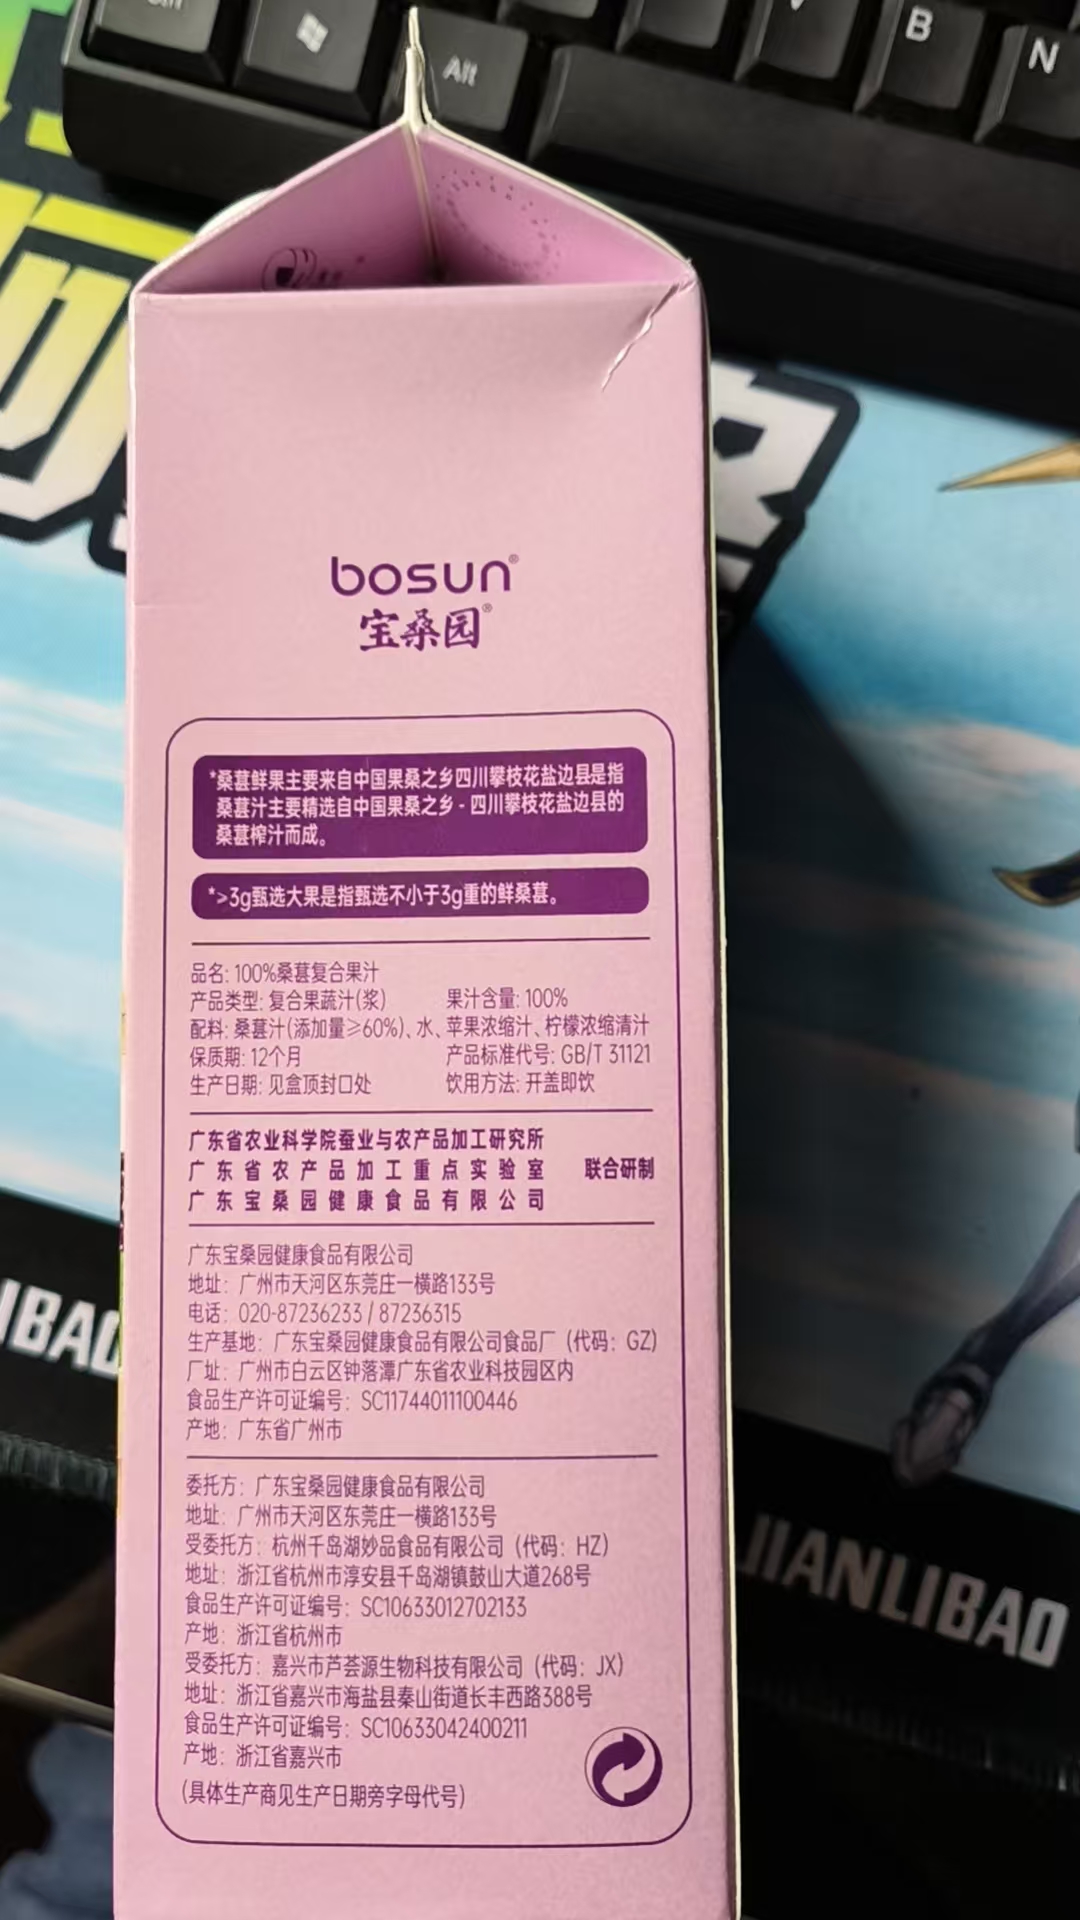 Alt
B
N
bosun®
宝桑园®
*桑葚鲜果主要来自中国果桑之乡四川攀枝花盐边县是指
桑葚汁主要精选自中国果桑之乡 - 四川攀枝花盐边县的
桑葚榨汁而成。
*>3g甄选大果是指甄选不小于3g重的鲜桑葚。
品名: 100%桑葚复合果汁
产品类型: 复合果蔬汁(浆) 果汁含量: 100%
配料: 桑葚汁(添加量≥60%)、水、苹果浓缩汁、柠檬浓缩清汁
保质期: 12个月 产品标准代号: GB/T 31121
生产日期: 见盒顶封口处 饮用方法: 开盖即饮
广东省农业科学院蚕业与农产品加工研究所
广东省农产品加工重点实验室 联合研制
广东宝桑园健康食品有限公司
广东宝桑园健康食品有限公司
地址：广州市天河区东莞庄一横路133号
电话：020-87236233 / 87236315
生产基地：广东宝桑园健康食品有限公司食品厂（代码：GZ）
厂址：广州市白云区钟落潭广东省农业科技园区内
食品生产许可证编号：SC11744011100446
产地：广东省广州市
委托方：广东宝桑园健康食品有限公司
地址：广州市天河区东莞庄一横路133号
受委托方：杭州千岛湖妙品食品有限公司（代码：HZ）
地址：浙江省杭州市淳安县千岛湖镇鼓山大道268号
食品生产许可证编号：SC10633012702133
产地：浙江省杭州市
受委托方：嘉兴市芦荟源生物科技有限公司（代码：JX）
地址：浙江省嘉兴市海盐县秦山街道长丰西路388号
食品生产许可证编号：SC10633042400211
产地：浙江省嘉兴市
(具体生产商见生产日期旁字母代号)
IBAO
JIANLIBAO